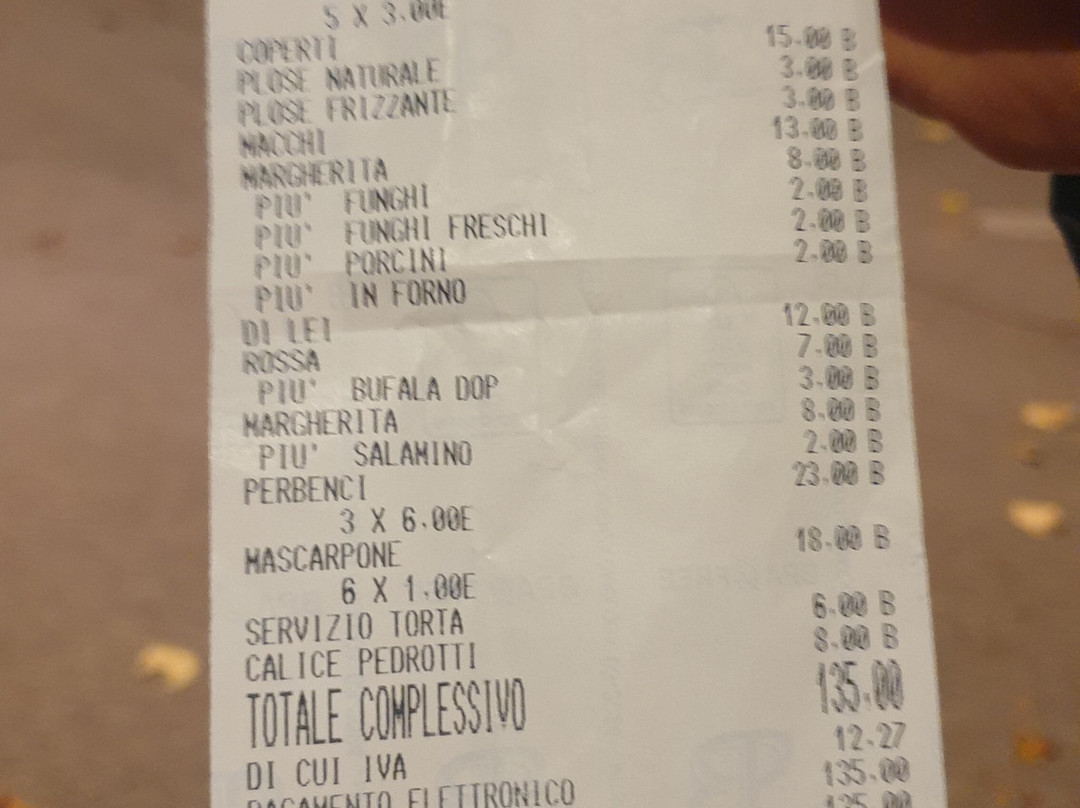 5 X 3.00E
COPERTI 15.00 B
PLOSE NATURALE 3.00 B
PLOSE FRIZZANTE 3.00 B
MACCHI 13.00 B
MARGHERITA 8.00 B
PIU' FUNGHI 2.00 B
PIU' FUNGHI FRESCHI 2.00 B
PIU' PORCINI 2.00 B
PIU' IN FORNO
DI LEI 12.00 B
ROSSA 7.00 B
PIU' BUFALA DOP 3.00 B
MARGHERITA 8.00 B
PIU' SALAMINO 2.00 B
PERBENCI 23.00 B
3 X 6.00E
MASCARPONE 18.00 B
6 X 1.00E
SERVIZIO TORTA 6.00 B
CALICE PEDROTTI 8.00 B
TOTALE COMPLESSIVO 135.00
DI CUI IVA 12.27
PAGAMENTO ELETTRONICO 135.00
135.00